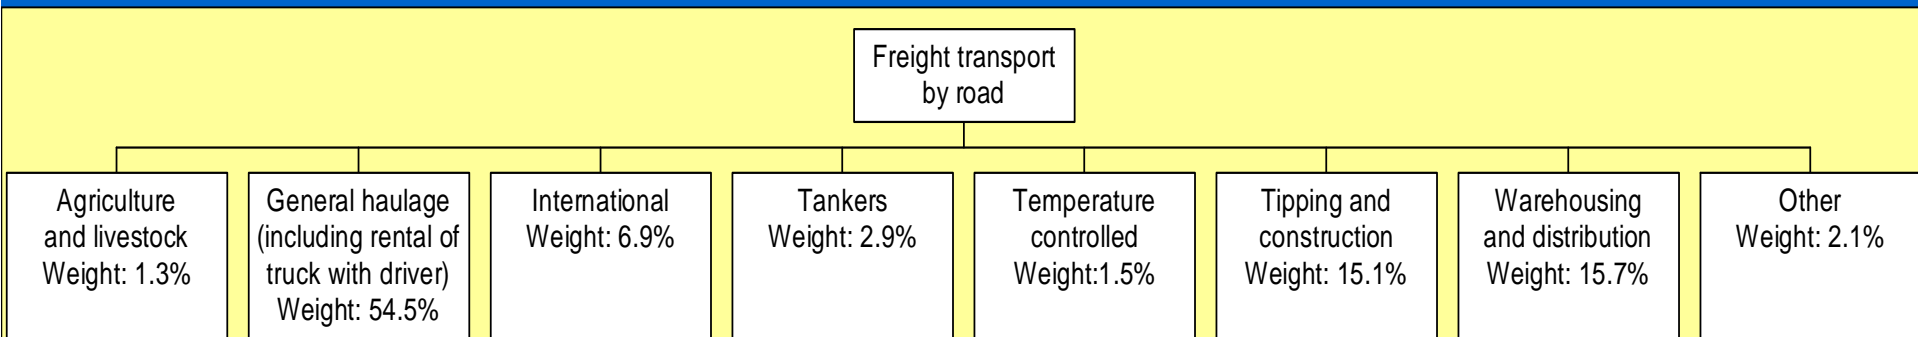 Freight transport
by road
Agriculture
and livestock
Weight: 1.3%
General haulage
(including rental of
truck with driver)
Weight: 54.5%
International
Weight: 6.9%
Tankers
Weight: 2.9%
Temperature
controlled
Weight:1.5%
Tipping and
construction
Weight: 15.1%
Warehousing
and distribution
Weight: 15.7%
Other
Weight: 2.1%